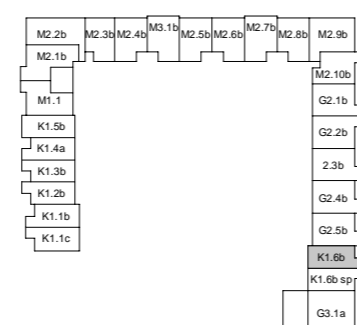 M2.2b
M2.3b
M2.4b
M3.1b
M2.5b
M2.6b
M2.7b
M2.8b
M2.9b
M2.1b
M1.1
K1.5b
K1.4a
K1.3b
K1.2b
K1.1b
K1.1c
M2.10b
G2.1b
G2.2b
2.3b
G2.4b
G2.5b
K1.6b
K1.6b sp
G3.1a